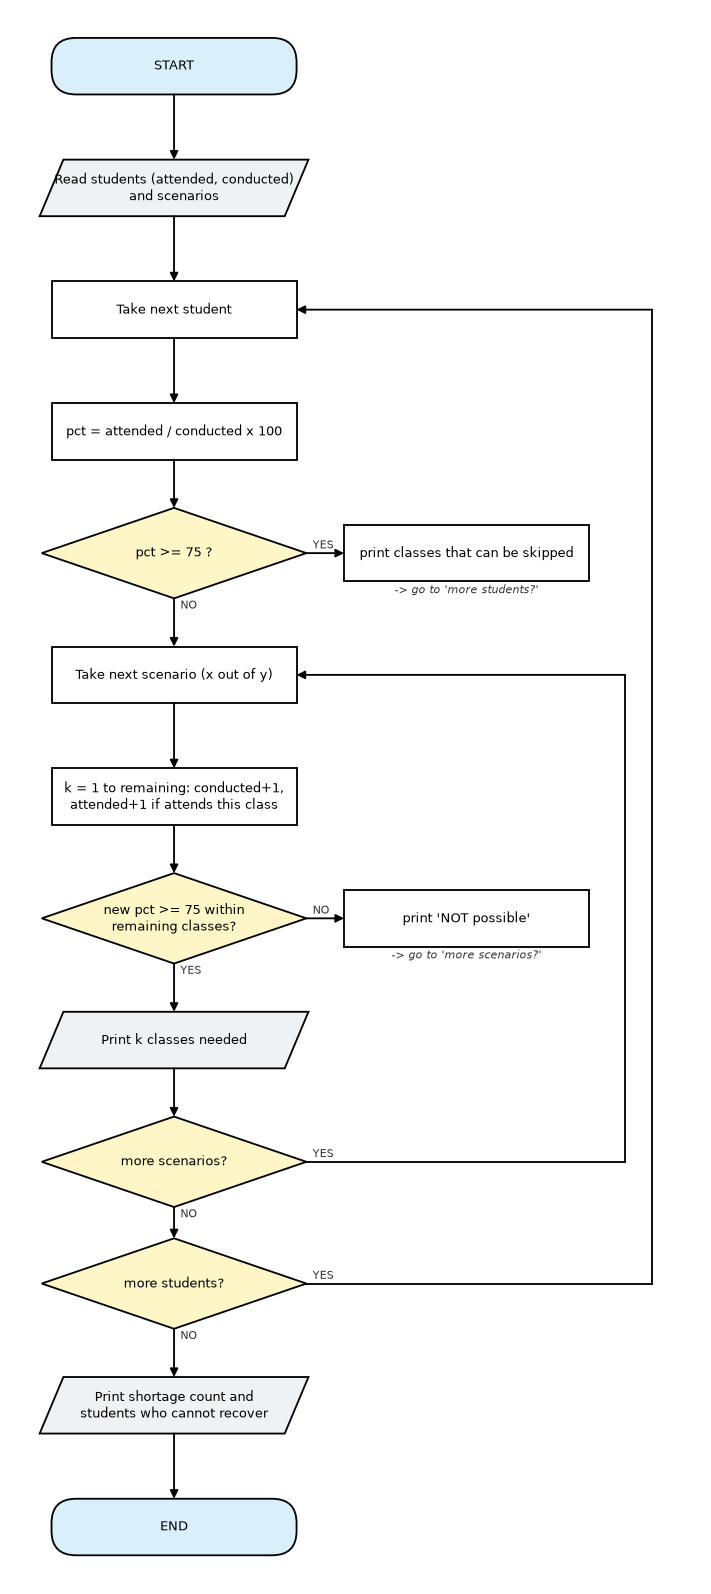 START
Read students (attended, conducted)
and scenarios
Take next student
pct = attended / conducted x 100
pct >= 75 ?
YES
print classes that can be skipped
-> go to 'more students?'
NO
Take next scenario (x out of y)
k = 1 to remaining: conducted+1,
attended+1 if attends this class
new pct >= 75 within
remaining classes?
NO
print 'NOT possible'
-> go to 'more scenarios?'
YES
Print k classes needed
more scenarios?
YES
NO
more students?
YES
NO
Print shortage count and
students who cannot recover
END